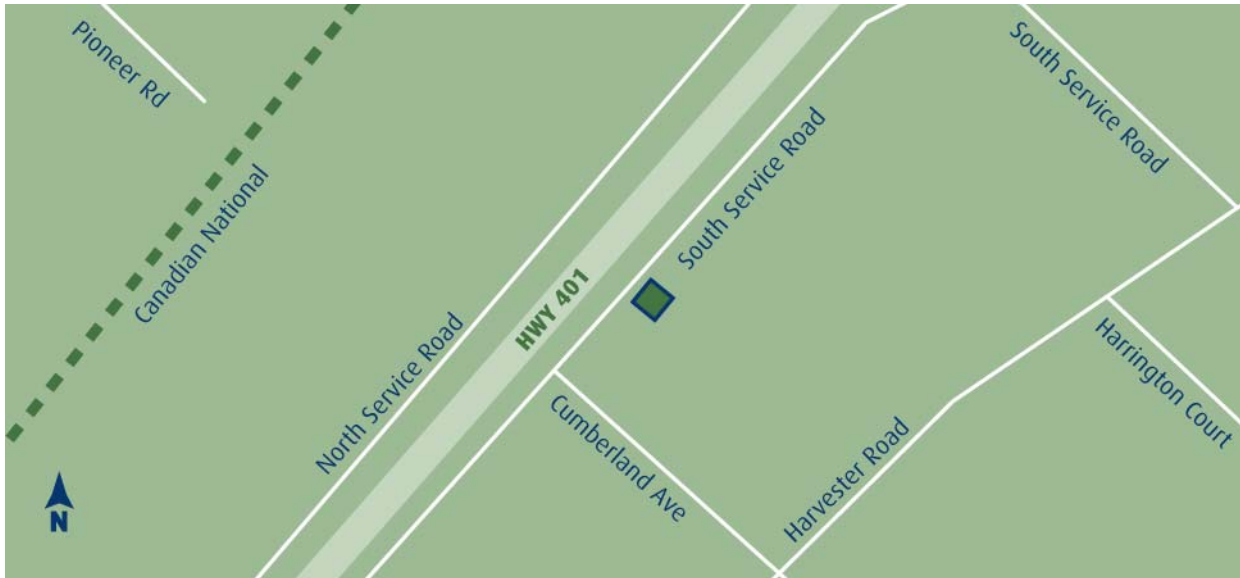 Pioneer Rd
South Service Road
Canadian National
South Service Road
HWY 401
North Service Road
Harrington Court
Cumberland Ave
Harvester Road
N